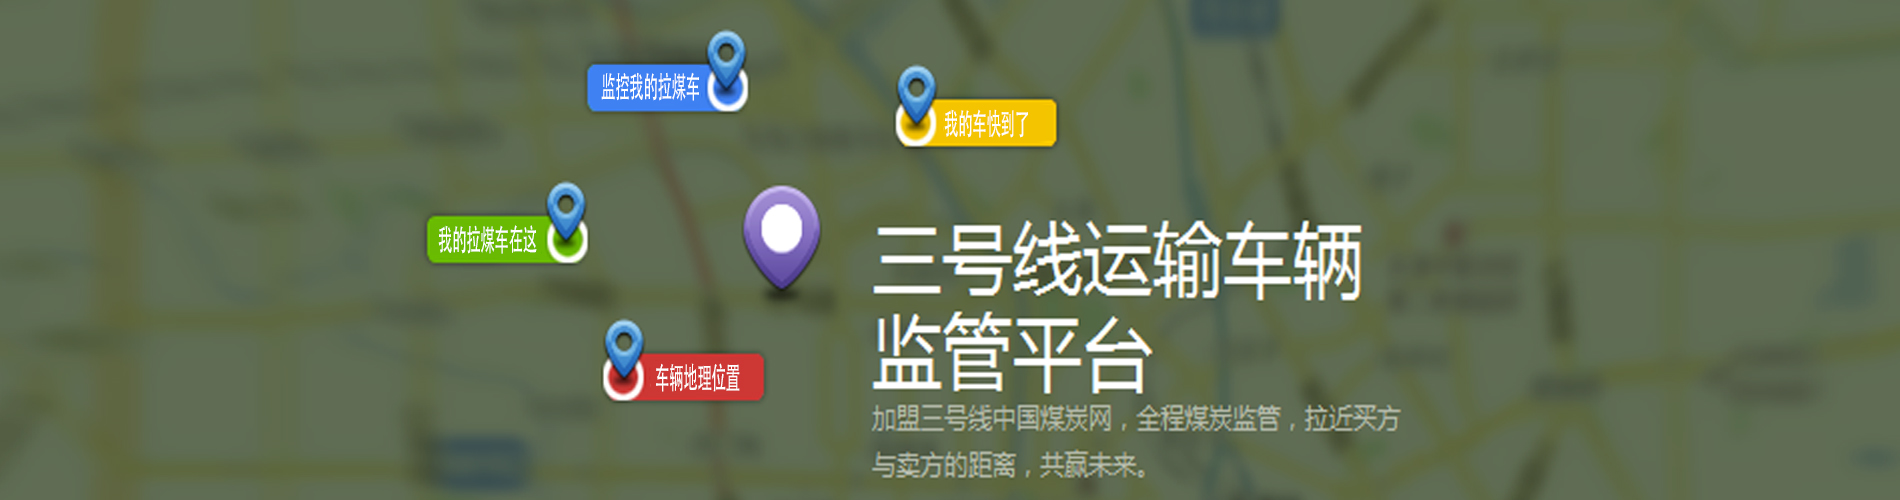 监控我的拉煤车
我的车快到了
我的拉煤车在这
三号线运输车辆
监管平台
车辆地理位置
加盟三号线中国煤炭网，全程煤炭监管，拉近买方
与卖方的距离，共赢未来。